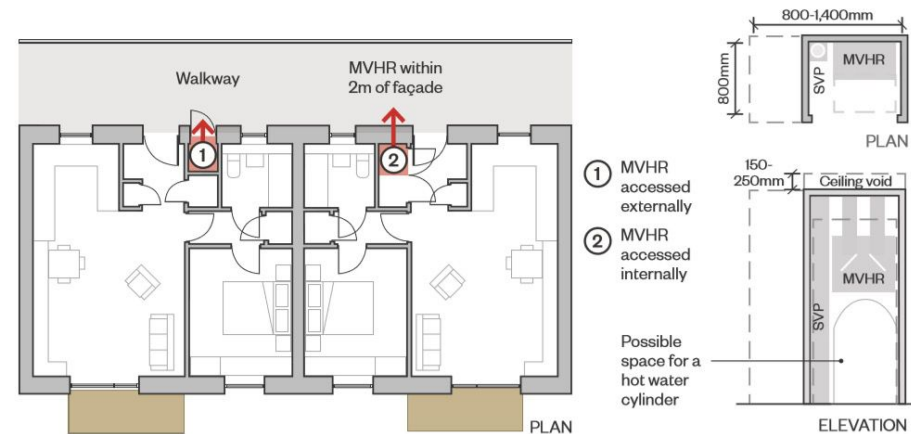 Walkway
MVHR within
2m of façade
1
2
PLAN
1 MVHR
accessed
externally
2 MVHR
accessed
internally
Possible
space for a
hot water
cylinder
800-1,400mm
800mm
SVP
MVHR
PLAN
150-
250mm
Ceiling void
MVHR
SVP
ELEVATION